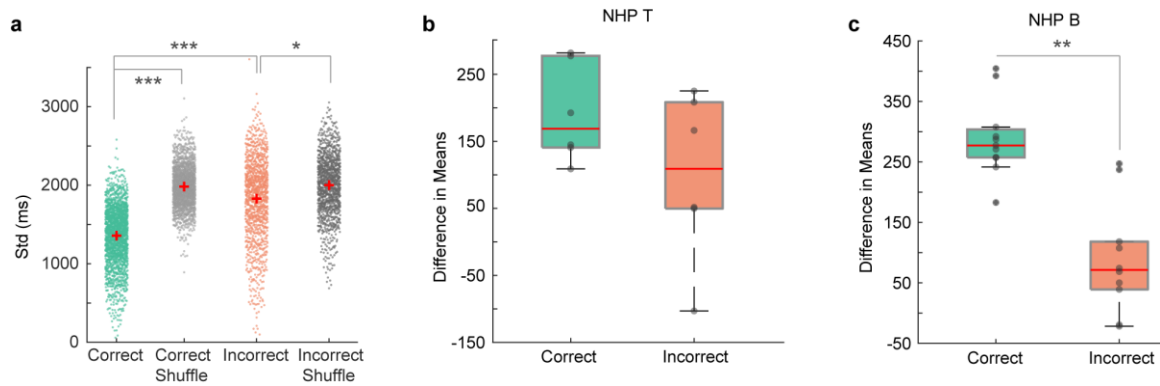 a
***
*
***
Std (ms)
3000
2000
1000
0
Correct
Correct
Shuffle
Incorrect
Incorrect
Shuffle
b
NHP T
Difference in Means
250
150
50
-50
-150
Correct
Incorrect
c
NHP B
**
Difference in Means
450
350
250
150
50
-50
Correct
Incorrect